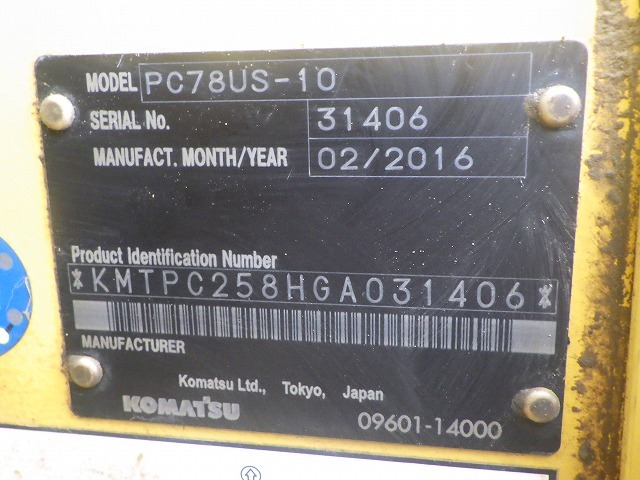 MODEL PC78US-10
SERIAL No. 31406
MANUFACT. MONTH/YEAR 02/2016
Product Identification Number
*KMTPC258HGA031406*
MANUFACTURER
Komatsu Ltd., Tokyo, Japan
KOMATSU
09601-14000